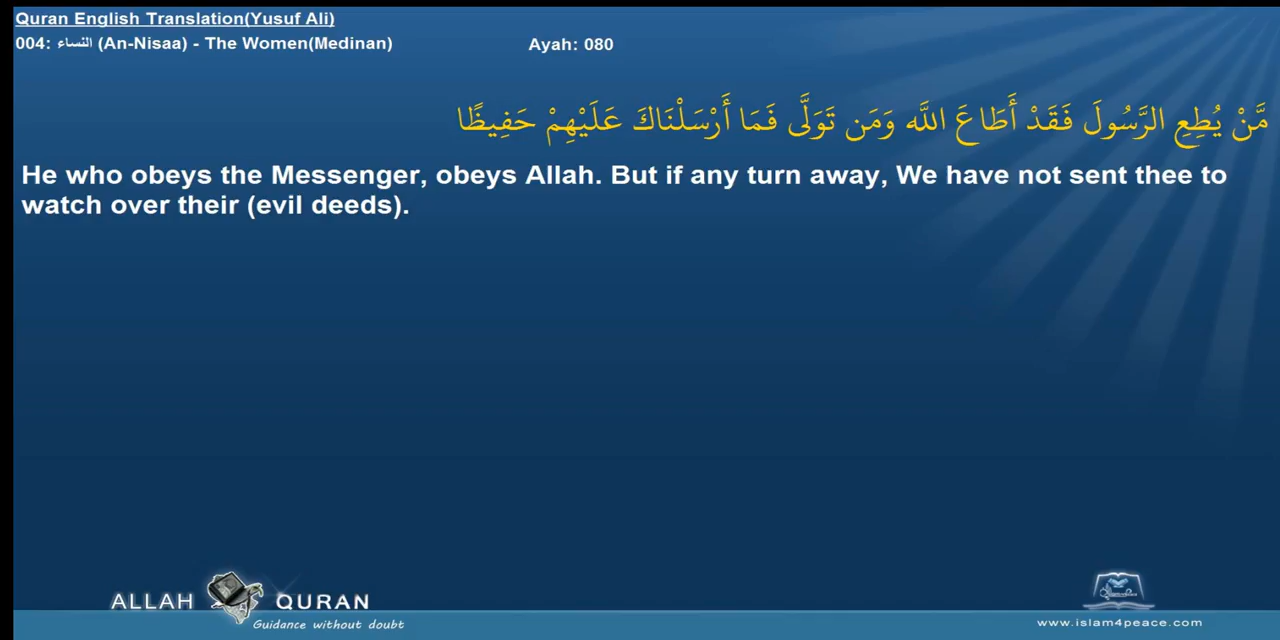 Quran English Translation(Yusuf Ali)
004: النساء (An-Nisaa) - The Women(Medinan)
Ayah: 080
مَّنْ يُطِعِ الرَّسُولَ فَقَدْ أَطَاعَ اللَّهَ وَمَن تَوَلَّى فَمَا أَرْسَلْنَاكَ عَلَيْهِمْ حَفِيظًا
He who obeys the Messenger, obeys Allah. But if any turn away, We have not sent thee to
watch over their (evil deeds).
ALLAH QURAN
Guidance without doubt
www.islam4peace.com